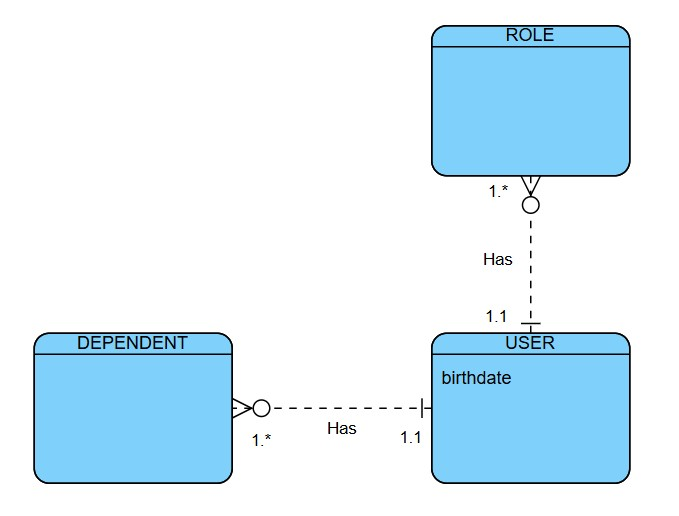 ROLE
1.*
Has
1.1
DEPENDENT
USER
birthdate
1.*
Has
1.1